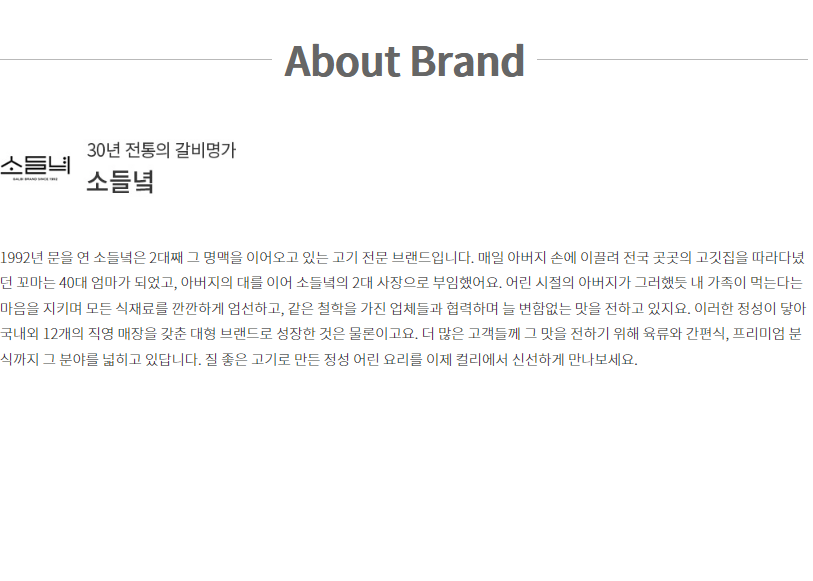 About Brand
30년 전통의 갈비명가
소들녘
소들녘
GALBI BRAND SINCE 1992
1992년 문을 연 소들녘은 2대째 그 명맥을 이어오고 있는 고기 전문 브랜드입니다. 매일 아버지 손에 이끌려 전국 곳곳의 고깃집을 따라다녔
던 꼬마는 40대 엄마가 되었고, 아버지의 대를 이어 소들녘의 2대 사장으로 부임했어요. 어린 시절의 아버지가 그러했듯 내 가족이 먹는다는
마음을 지키며 모든 식재료를 깐깐하게 엄선하고, 같은 철학을 가진 업체들과 협력하며 늘 변함없는 맛을 전하고 있지요. 이러한 정성이 닿아
국내외 12개의 직영 매장을 갖춘 대형 브랜드로 성장한 것은 물론이고요. 더 많은 고객들께 그 맛을 전하기 위해 육류와 간편식, 프리미엄 분
식까지 그 분야를 넓히고 있답니다. 질 좋은 고기로 만든 정성 어린 요리를 이제 컬리에서 신선하게 만나보세요.